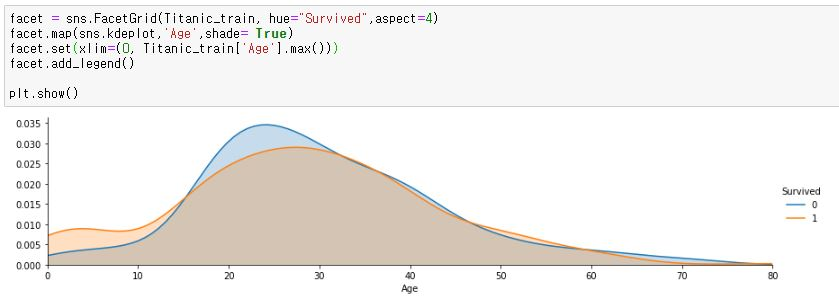 facet = sns.FacetGrid(Titanic_train, hue="Survived",aspect=4)
facet.map(sns.kdeplot,'Age',shade= True)
facet.set(xlim=(0, Titanic_train['Age'].max()))
facet.add_legend()
plt.show()
0.035
0.030
0.025
0.020
0.015
0.010
0.005
0.000
0 10 20 30 40 50 60 70 80
Age
Survived
0
1